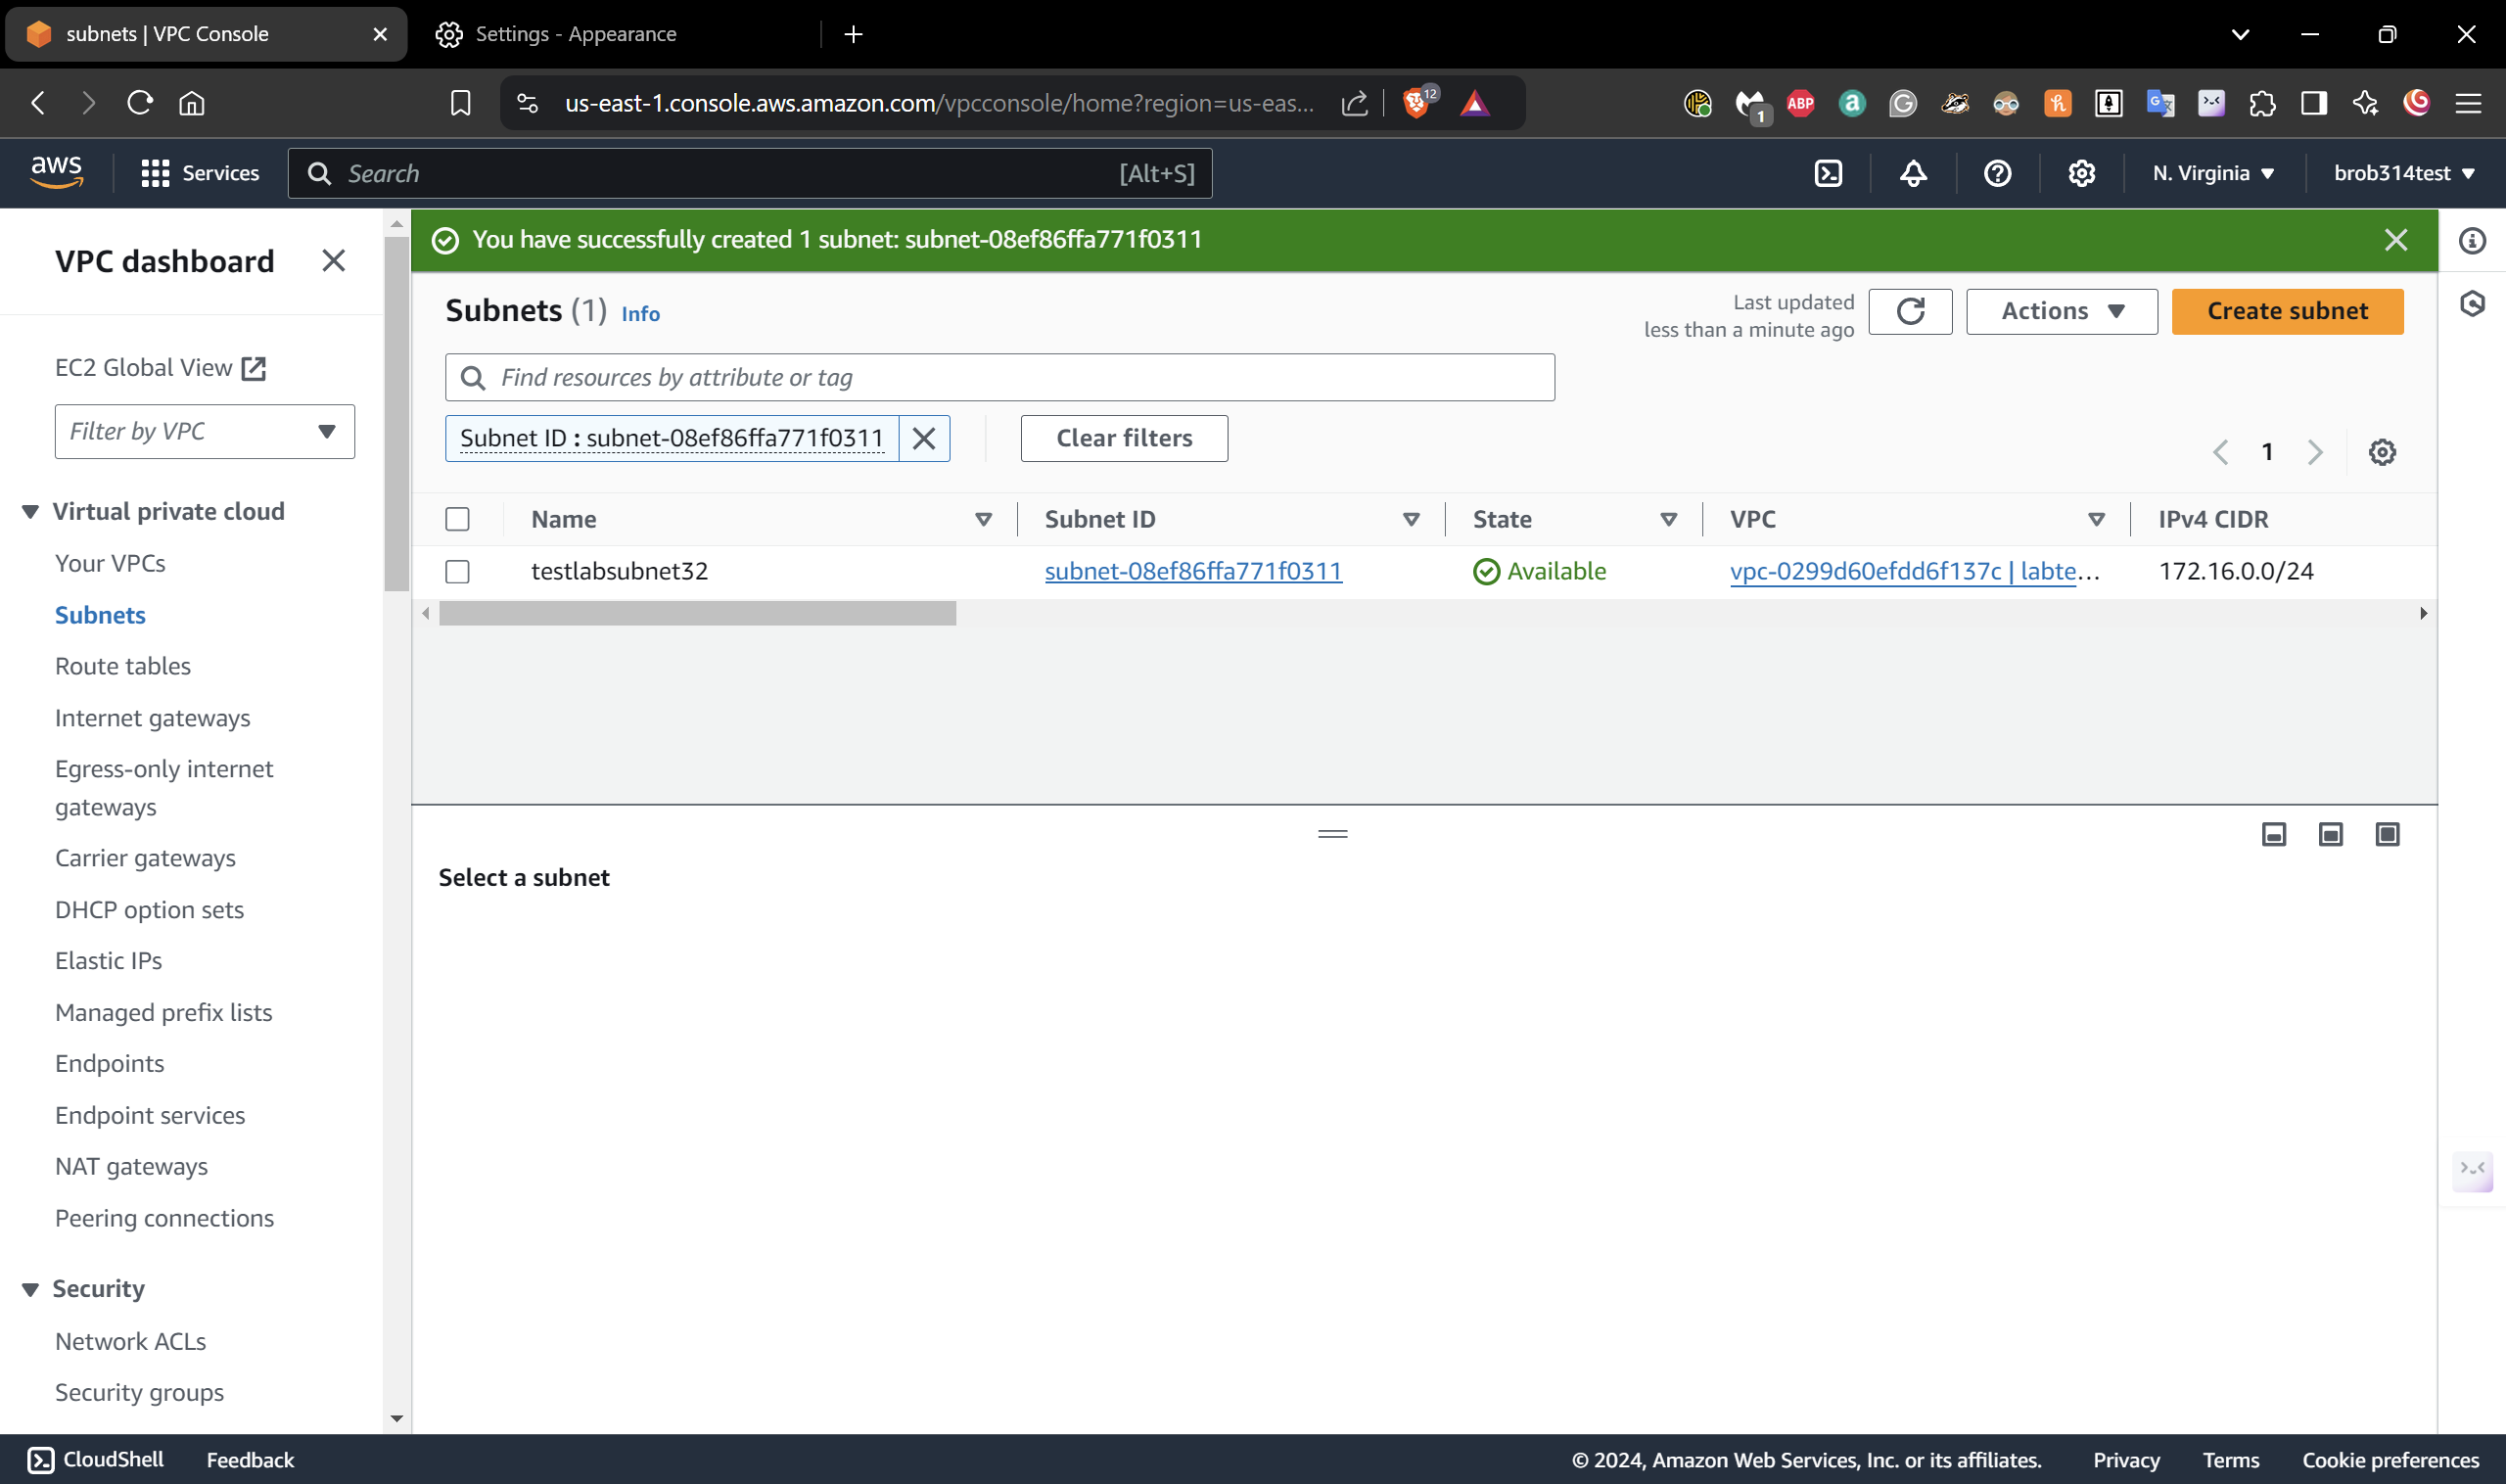 subnets | VPC Console
Settings - Appearance
us-east-1.console.aws.amazon.com/vpcconsole/home?region=us-eas...
12
1
ABP
aws
Services
Search
[Alt+S]
N. Virginia
brob314test
VPC dashboard
EC2 Global View
Filter by VPC
Virtual private cloud
Your VPCs
Subnets
Route tables
Internet gateways
Egress-only internet
gateways
Carrier gateways
DHCP option sets
Elastic IPs
Managed prefix lists
Endpoints
Endpoint services
NAT gateways
Peering connections
Security
Network ACLs
Security groups
You have successfully created 1 subnet: subnet-08ef86ffa771f0311
Subnets (1) Info
Last updated
less than a minute ago
Actions
Create subnet
Find resources by attribute or tag
Subnet ID : subnet-08ef86ffa771f0311
Clear filters
1
Name Subnet ID State VPC IPv4 CIDR
testlabsubnet32 subnet-08ef86ffa771f0311 Available vpc-0299d60efdd6f137c | labte... 172.16.0.0/24
Select a subnet
CloudShell Feedback © 2024, Amazon Web Services, Inc. or its affiliates. Privacy Terms Cookie preferences